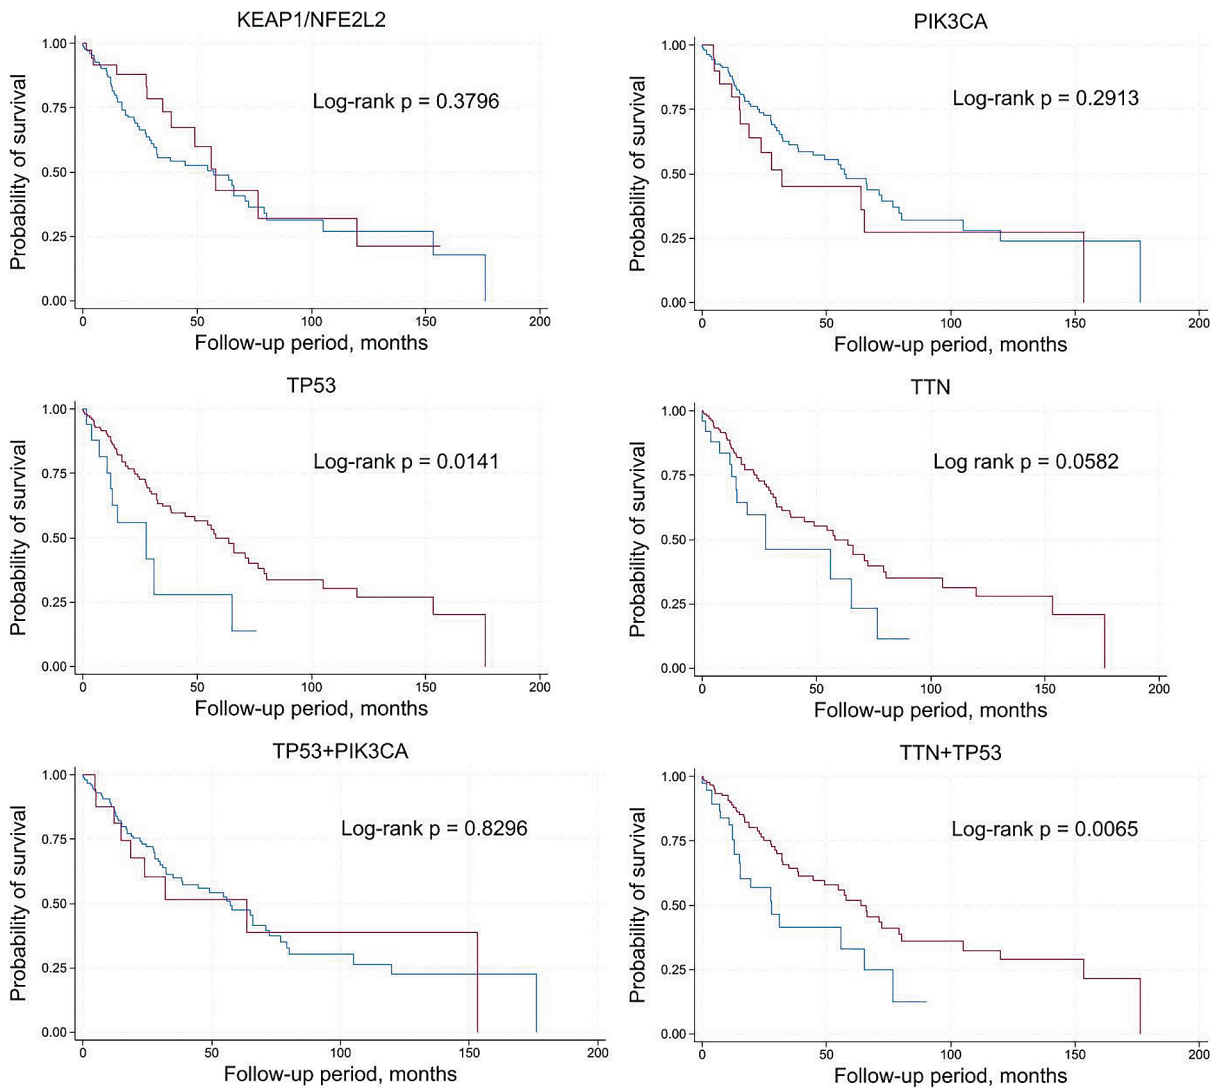 KEAP1/NFE2L2
Probability of survival
1.00
0.75
0.50
0.25
0.00
Log-rank p = 0.3796
0 50 100 150 200
Follow-up period, months
PIK3CA
Probability of survival
1.00
0.75
0.50
0.25
0.00
Log-rank p = 0.2913
0 50 100 150 200
Follow-up period, months
TP53
Probability of survival
1.00
0.75
0.50
0.25
0.00
Log-rank p = 0.0141
0 50 100 150 200
Follow-up period, months
TTN
Probability of survival
1.00
0.75
0.50
0.25
0.00
Log rank p = 0.0582
0 50 100 150 200
Follow-up period, months
TP53+PIK3CA
Probability of survival
1.00
0.75
0.50
0.25
0.00
Log-rank p = 0.8296
0 50 100 150 200
Follow-up period, months
TTN+TP53
Probability of survival
1.00
0.75
0.50
0.25
0.00
Log-rank p = 0.0065
0 50 100 150 200
Follow-up period, months